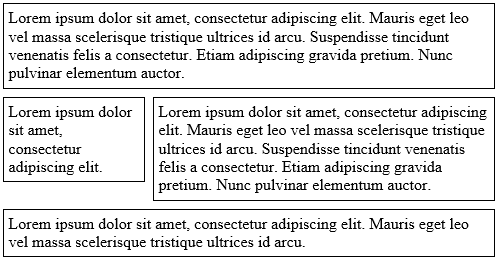 Lorem ipsum dolor sit amet, consectetur adipiscing elit. Mauris eget leo
vel massa scelerisque tristique ultrices id arcu. Suspendisse tincidunt
venenatis felis a consectetur. Etiam adipiscing gravida pretium. Nunc
pulvinar elementum auctor.
Lorem ipsum dolor
sit amet,
consectetur
adipiscing elit.
Lorem ipsum dolor sit amet, consectetur adipiscing
elit. Mauris eget leo vel massa scelerisque tristique
ultrices id arcu. Suspendisse tincidunt venenatis
felis a consectetur. Etiam adipiscing gravida
pretium. Nunc pulvinar elementum auctor.
Lorem ipsum dolor sit amet, consectetur adipiscing elit. Mauris eget leo
vel massa scelerisque tristique ultrices id arcu.